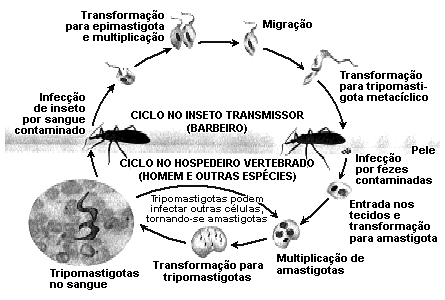 Transformação
para epimastigota
e multiplicação
Migração
Transformação
para tripomasti-
gota metacíclico
Infecção
de inseto
por sangue
contaminado
CICLO NO INSETO TRANSMISSOR
(BARBEIRO)
Pele
CICLO NO HOSPEDEIRO VERTEBRADO
(HOMEM E OUTRAS ESPÉCIES)
Infecção
por fezes
contaminadas
Tripomastigotas podem
infectar outras células,
tornando-se amastigotas
Entrada nos
tecidos e
transformação
para amastigota
Multiplicação de
amastigotas
Transformação para
tripomastigotas
Tripomastigotas
no sangue